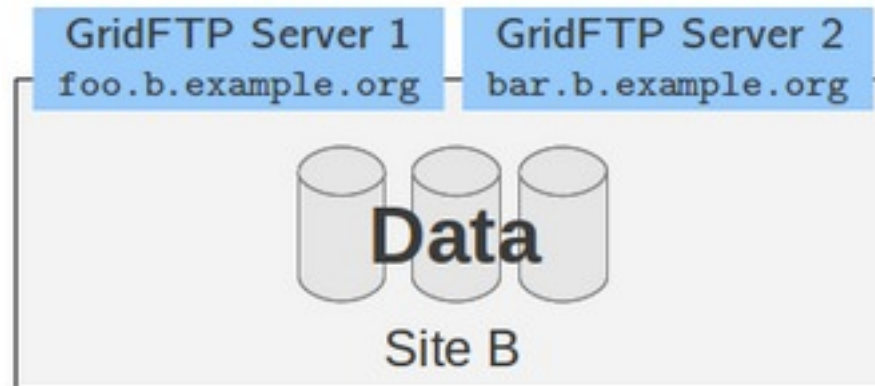 GridFTP Server 1
foo.b.example.org
GridFTP Server 2
bar.b.example.org
Data
Site B